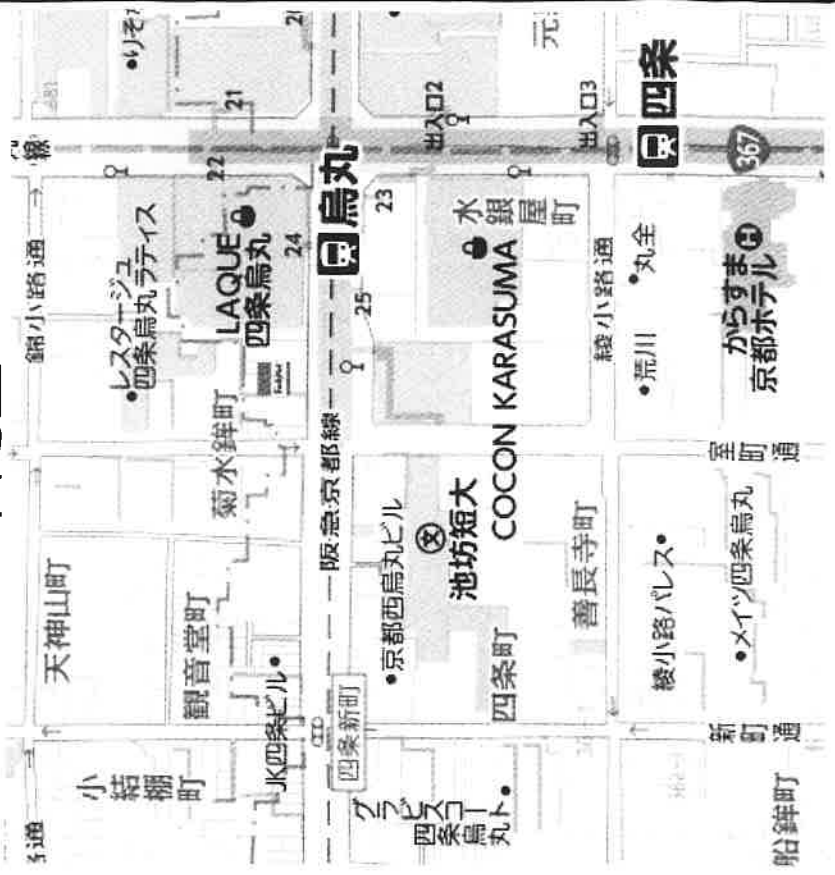 りそな
21
22
出入口2
出入口3
元
四条
367
錦小路通
レスタージュ
四条烏丸ラティス
LAQUE
四条烏丸
24
烏丸
23
25
水銀屋町
COCON KARASUMA
綾小路通
丸全
荒川
からすま
京都ホテル
菊水鉾町
阪急京都線
室町通
天神山町
観音堂町
京都西烏丸ビル
池坊短大
善長寺町
四条町
綾小路パレス
メイツ四条烏丸
JK四条ビル
四条新町
新町通
小結棚町
グラビスコート
四条烏丸
船鉾町